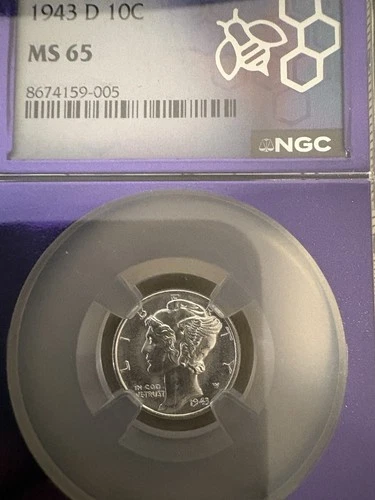 1943 D 10C
MS 65
8674159-005
NGC
LIBERTY
IN GOD
WE TRUST
1943